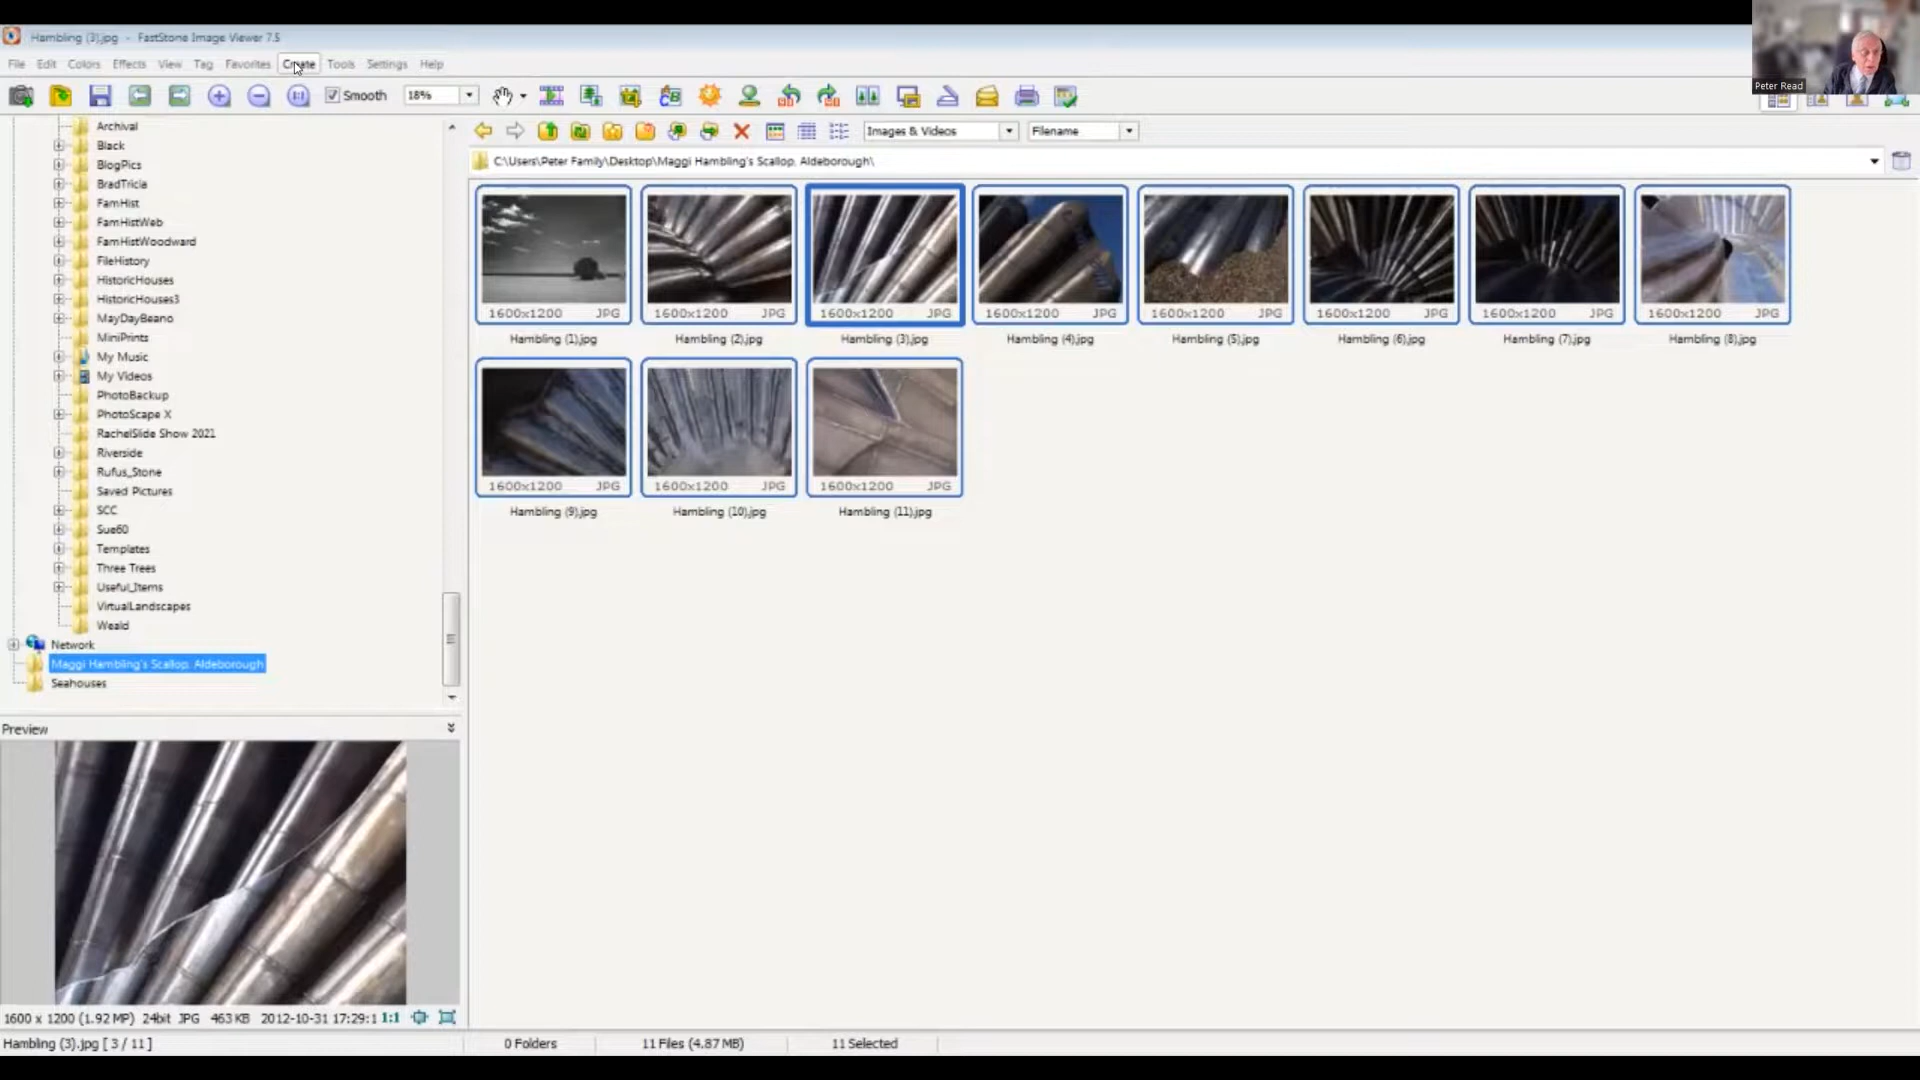 Hambling (3).jpg - FastStone Image Viewer 7.5
File Edit Colors Effects View Tag Favorites Create Tools Settings Help
Peter Read
Smooth 18%
Images & Videos Filename
C:\Users\Peter Family\Desktop\Maggi Hambling's Scallop, Aldeborough\
Archival
Black
BlogPics
BradTricia
FamHist
FamHistWeb
FamHistWoodward
FileHistory
HistoricHouses
HistoricHouses3
MayDayBeano
MiniPrints
My Music
My Videos
PhotoBackup
PhotoScape X
RachelSlide Show 2021
Riverside
Rufus_Stone
Saved Pictures
SCC
Sue60
Templates
Three Trees
Useful_Items
VirtualLandscapes
Weald
Network
Maggi Hambling's Scallop, Aldeborough
Seahouses
1600x1200 JPG 1600x1200 JPG 1600x1200 JPG 1600x1200 JPG 1600x1200 JPG 1600x1200 JPG 1600x1200 JPG 1600x1200 JPG
Hambling (1).jpg Hambling (2).jpg Hambling (3).jpg Hambling (4).jpg Hambling (5).jpg Hambling (6).jpg Hambling (7).jpg Hambling (8).jpg
1600x1200 JPG 1600x1200 JPG 1600x1200 JPG
Hambling (9).jpg Hambling (10).jpg Hambling (11).jpg
Preview
1600 x 1200 (1.92 MP) 24bit JPG 463 KB 2012-10-31 17:29:1 1:1
Hambling (3).jpg [ 3 / 11 ] 0 Folders 11 Files (4.87 MB) 11 Selected